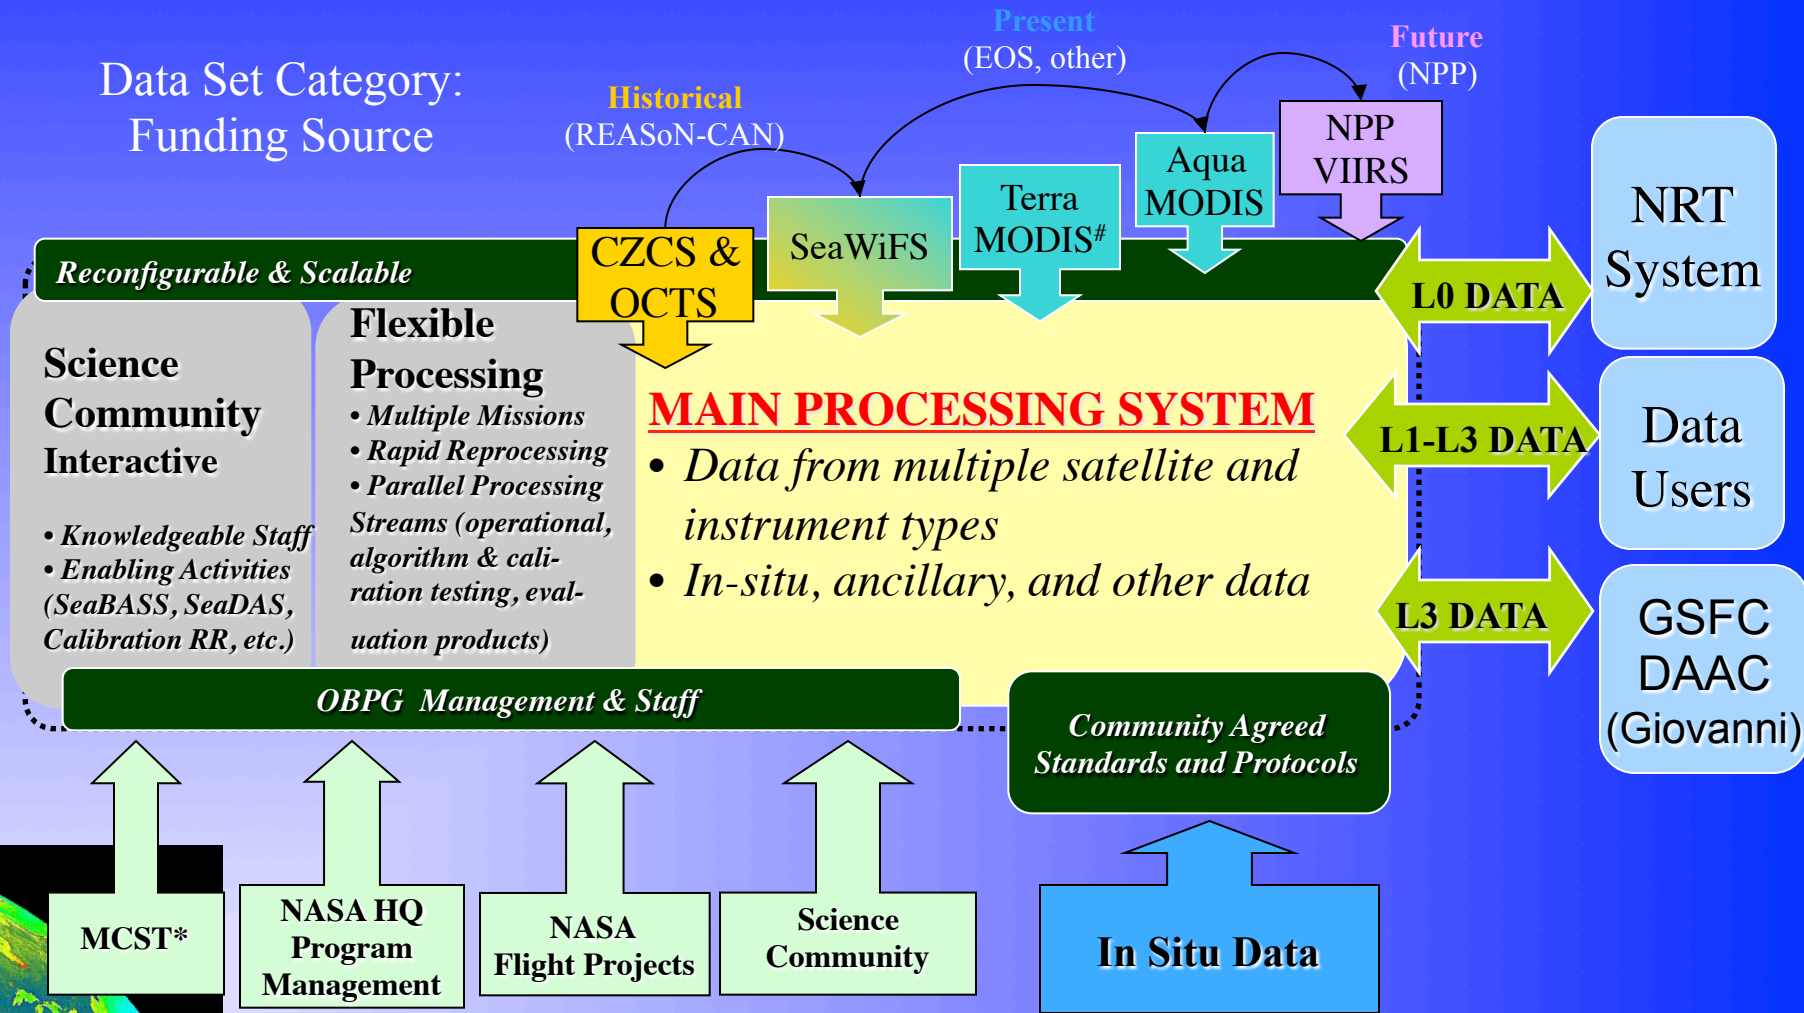 Data Set Category:
Funding Source
Historical
(REASoN-CAN)
Present
(EOS, other)
Future
(NPP)
CZCS &
OCTS
SeaWiFS
Terra
MODIS#
Aqua
MODIS
NPP
VIIRS
Reconfigurable & Scalable
Science
Community
Interactive
• Knowledgeable Staff
• Enabling Activities
(SeaBASS, SeaDAS,
Calibration RR, etc.)
Flexible
Processing
• Multiple Missions
• Rapid Reprocessing
• Parallel Processing
Streams (operational,
algorithm & cali-
ration testing, eval-
uation products)
MAIN PROCESSING SYSTEM
• Data from multiple satellite and
instrument types
• In-situ, ancillary, and other data
L0 DATA
L1-L3 DATA
L3 DATA
NRT
System
Data
Users
GSFC
DAAC
(Giovanni)
OBPG Management & Staff
Community Agreed
Standards and Protocols
MCST*
NASA HQ
Program
Management
NASA
Flight Projects
Science
Community
In Situ Data